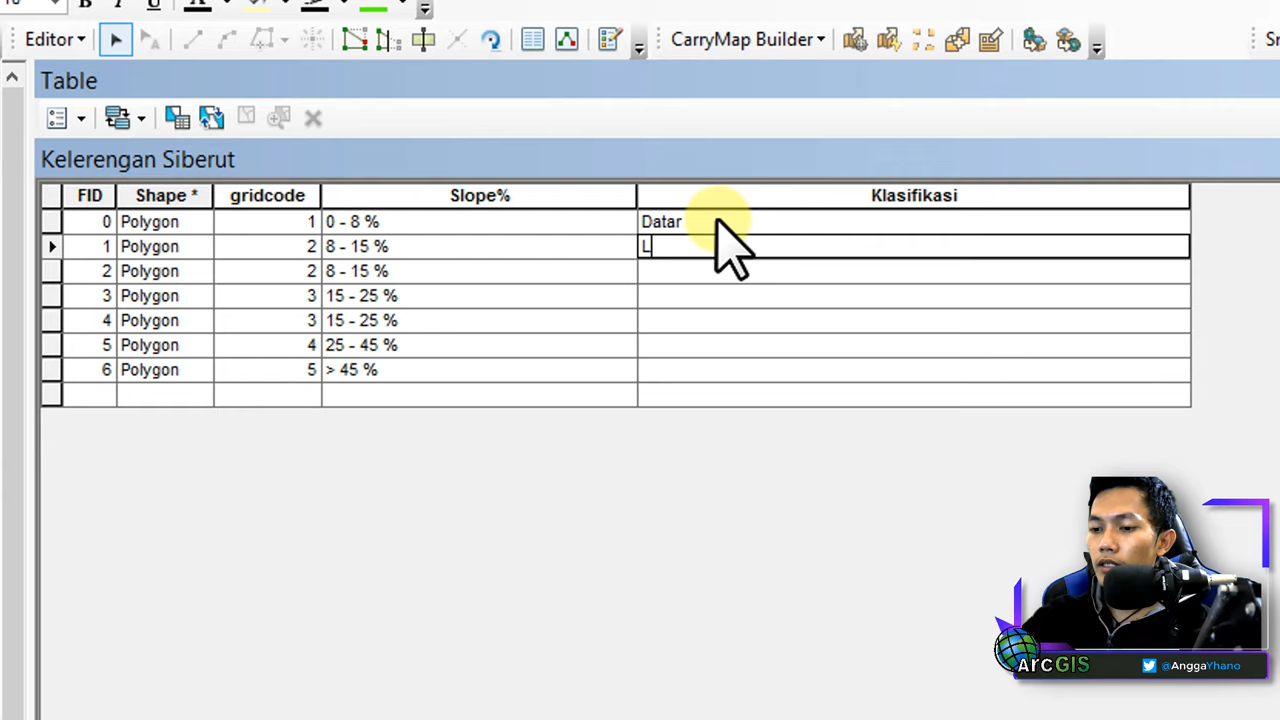 B I U A
Editor CarryMap Builder
Table
Kelerengan Siberut
FID Shape * gridcode Slope% Klasifikasi
0 Polygon 1 0 - 8 % Datar
1 Polygon 2 8 - 15 % L
2 Polygon 2 8 - 15 %
3 Polygon 3 15 - 25 %
4 Polygon 3 15 - 25 %
5 Polygon 4 25 - 45 %
6 Polygon 5 > 45 %
ArcGIS @AnggaYhano